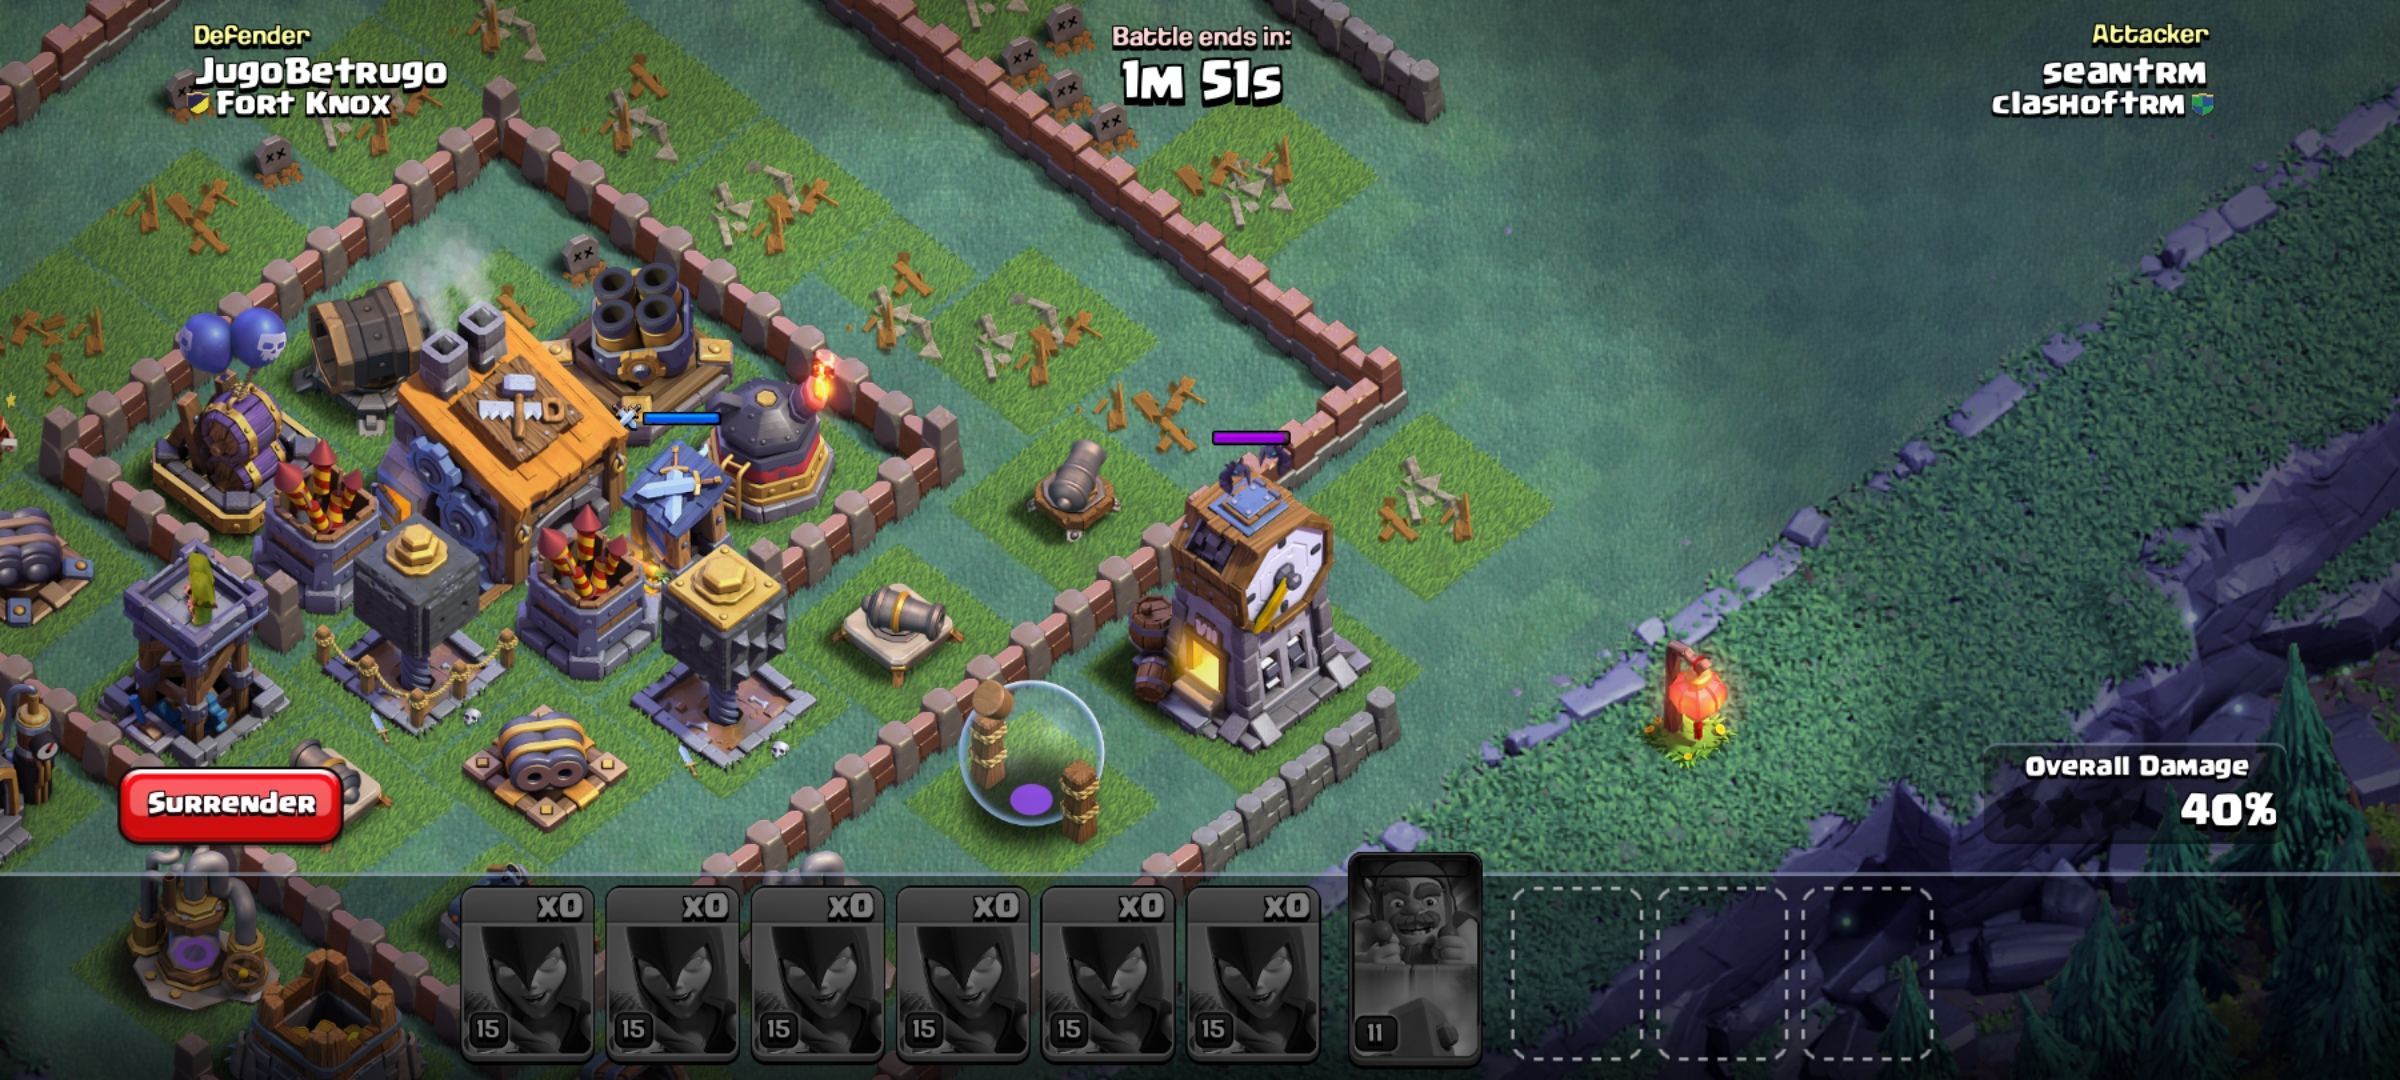 Defender
JugoBetrugo
Fort Knox
Battle ends in:
1M 51s
Attacker
seantRM
clashoftRM
VII
Surrender
Overall Damage
40%
x0
x0
x0
x0
x0
x0
15
15
15
15
15
15
11